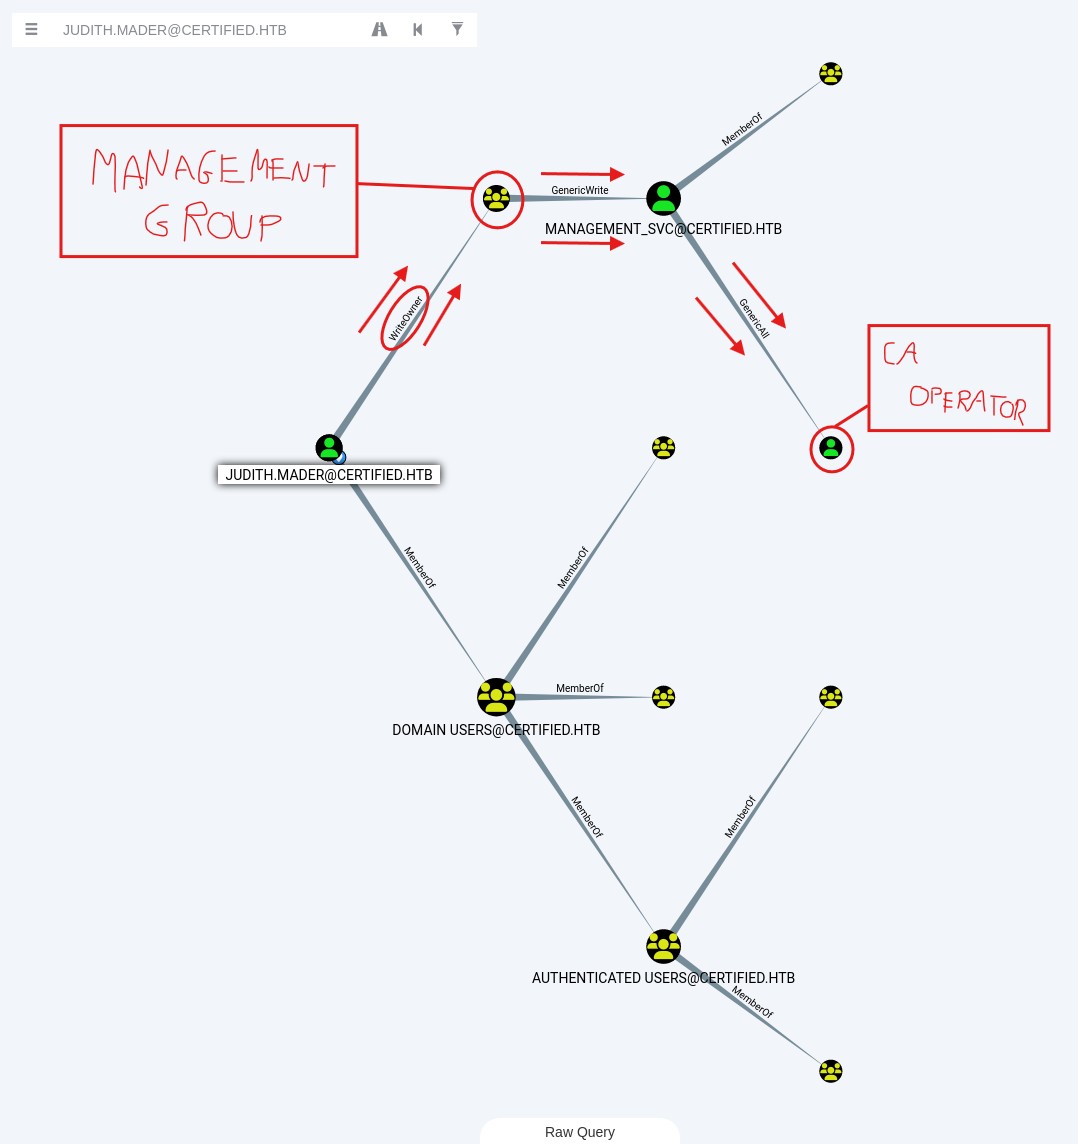 JUDITH.MADER@CERTIFIED.HTB
MemberOf
MANAGEMENT
GROUP
GenericWrite
MANAGEMENT_SVC@CERTIFIED.HTB
WriteOwner
GenericAll
CA
OPERATOR
JUDITH.MADER@CERTIFIED.HTB
MemberOf
MemberOf
MemberOf
DOMAIN USERS@CERTIFIED.HTB
MemberOf
MemberOf
AUTHENTICATED USERS@CERTIFIED.HTB
MemberOf
Raw Query